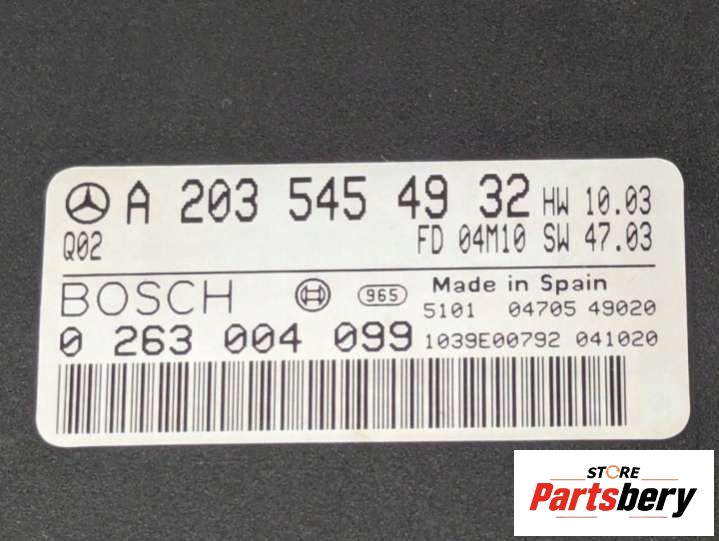 A 203 545 49 32 HW 10.03
Q02 FD 04M10 SW 47.03
BOSCH 965 Made in Spain
5101 04705 49020
0 263 004 099 1039E00792 041020
STORE
Partsbery